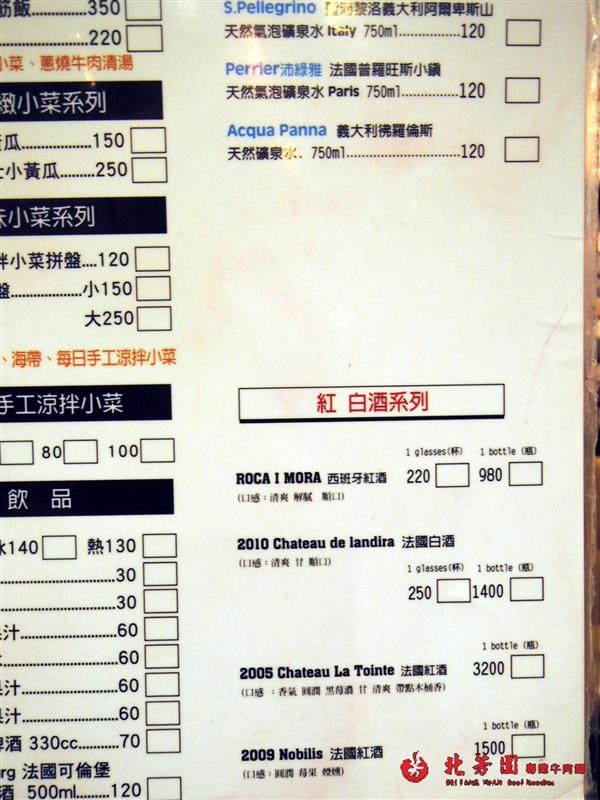 筋飯.................350
220
小菜、蔥燒牛肉清湯
緻小菜系列
黃瓜.................150
小黃瓜.........250
味小菜系列
拌小菜拼盤....120
盤.................小150
大250
、海帶、每日手工涼拌小菜
手工涼拌小菜
80 100
飲 品
冰140 熱130
30
30
果汁.......................60
60
果汁.......................60
果汁.......................60
啤酒 330cc..........70
法國可倫堡
酒 500ml.........120
S.Pellegrino 黎洛義大利阿爾卑斯山
天然氣泡礦泉水 Italy 750ml...............120
Perrier沛綠雅 法國普羅旺斯小鎮
天然氣泡礦泉水 Paris 750ml...............120
Acqua Panna 義大利彿羅倫斯
天然礦泉水. 750ml.............................120
紅 白酒系列
1 glasses(杯) 1 bottle (瓶)
ROCA I MORA 西班牙紅酒 220 980
(口感：清爽 解膩 順口)
2010 Chateau de landira 法國白酒
(口感：清爽 甘 順口)
1 glasses(杯) 1 bottle (瓶)
250 1400
1 bottle (瓶)
2005 Chateau La Tointe 法國紅酒 3200
(口感 ：香氣 圓潤 黑莓濃 甘 清爽 帶點木桶香)
1 bottle (瓶)
2009 Nobilis 法國紅酒 1500
(口感：圓潤 莓果 煙燻)
北芳園